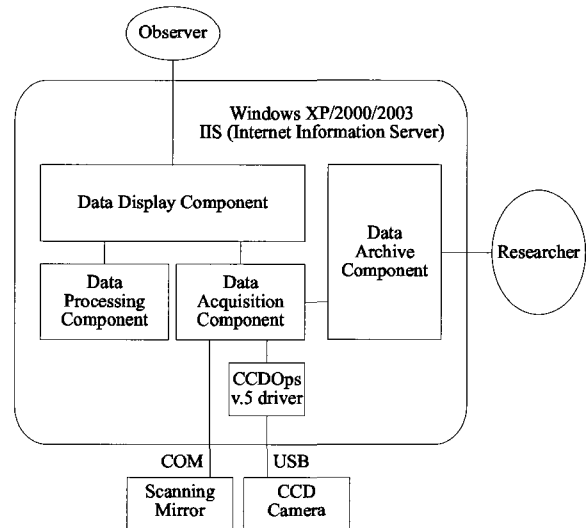 Observer
Windows XP/2000/2003
IIS (Internet Information Server)
Data Display Component
Data
Archive
Component
Researcher
Data
Processing
Component
Data
Acquisition
Component
CCDOps
v.5 driver
COM
USB
Scanning
Mirror
CCD
Camera